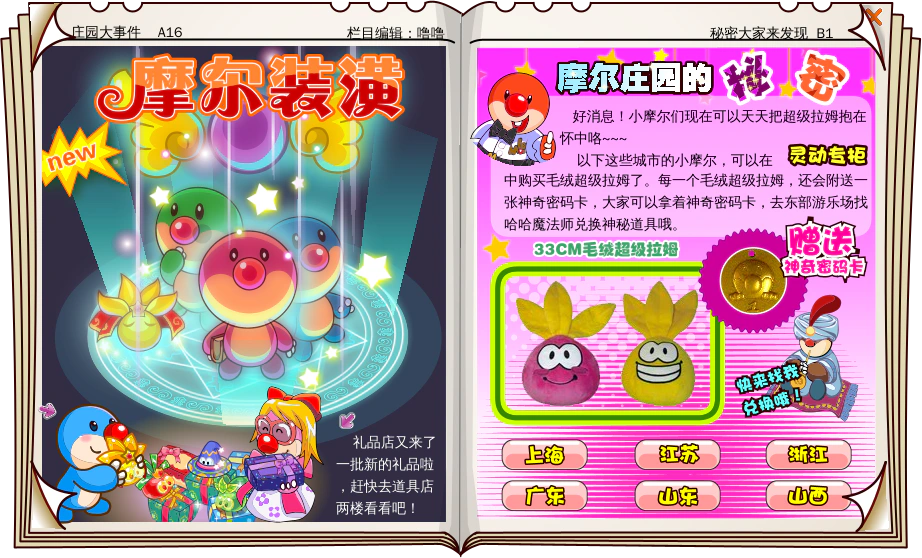 庄园大事件 A16
栏目编辑：噜噜
摩尔装潢
new
礼品店又来了
一批新的礼品啦
，赶快去道具店
两楼看看吧！
秘密大家来发现 B1
摩尔庄园的秘密
好消息！小摩尔们现在可以天天把超级拉姆抱在
怀中咯~~~
以下这些城市的小摩尔，可以在 灵动专柜
中购买毛绒超级拉姆了。每一个毛绒超级拉姆，还会附送一
张神奇密码卡，大家可以拿着神奇密码卡，去东部游乐场找
哈哈魔法师兑换神秘道具哦。
33CM毛绒超级拉姆
赠送
神奇密码卡
快来找我
兑换哦！
上海 江苏 浙江
广东 山东 山西